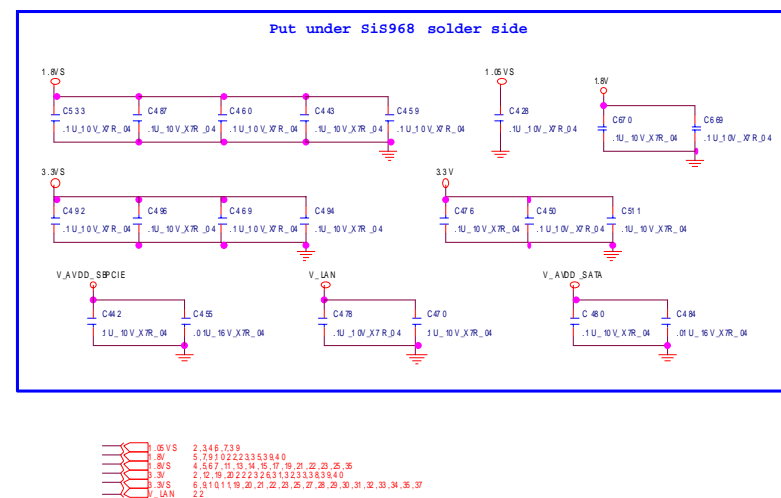 Put under SiS968 solder side
1.8VS 1.05VS 1.8V
C533 C487 C460 C443 C459 C428 C670 C669
.1U_10V_X7R_04 .1U_10V_X7R_04 .1U_10V_X7R_04 .1U_10V_X7R_04 .1U_10V_X7R_04 .1U_10V_X7R_04 .1U_10V_X7R_04 .1U_10V_X7R_04
3.3VS 3.3V
C492 C496 C469 C494 C476 C450 C511
.1U_10V_X7R_04 .1U_10V_X7R_04 .1U_10V_X7R_04 .1U_10V_X7R_04 .1U_10V_X7R_04 .1U_10V_X7R_04 .1U_10V_X7R_04
V_AVDD_SBPCIE V_LAN V_AVDD_SATA
C442 C455 C478 C470 C480 C484
.1U_10V_X7R_04 .01U_16V_X7R_04 .1U_10V_X7R_04 .1U_10V_X7R_04 .1U_10V_X7R_04 .01U_16V_X7R_04
1.05VS 2,3,4,6,7,39
1.8V 5,7,9,10,22,23,35,39,40
1.8VS 4,5,6,7,11,13,14,15,17,19,21,22,23,25,35
3.3V 2,12,19,20,22,23,26,31,32,33,38,39,40
3.3VS 6,9,10,11,19,20,21,22,23,25,27,28,29,30,31,32,33,34,35,37
V_LAN 22